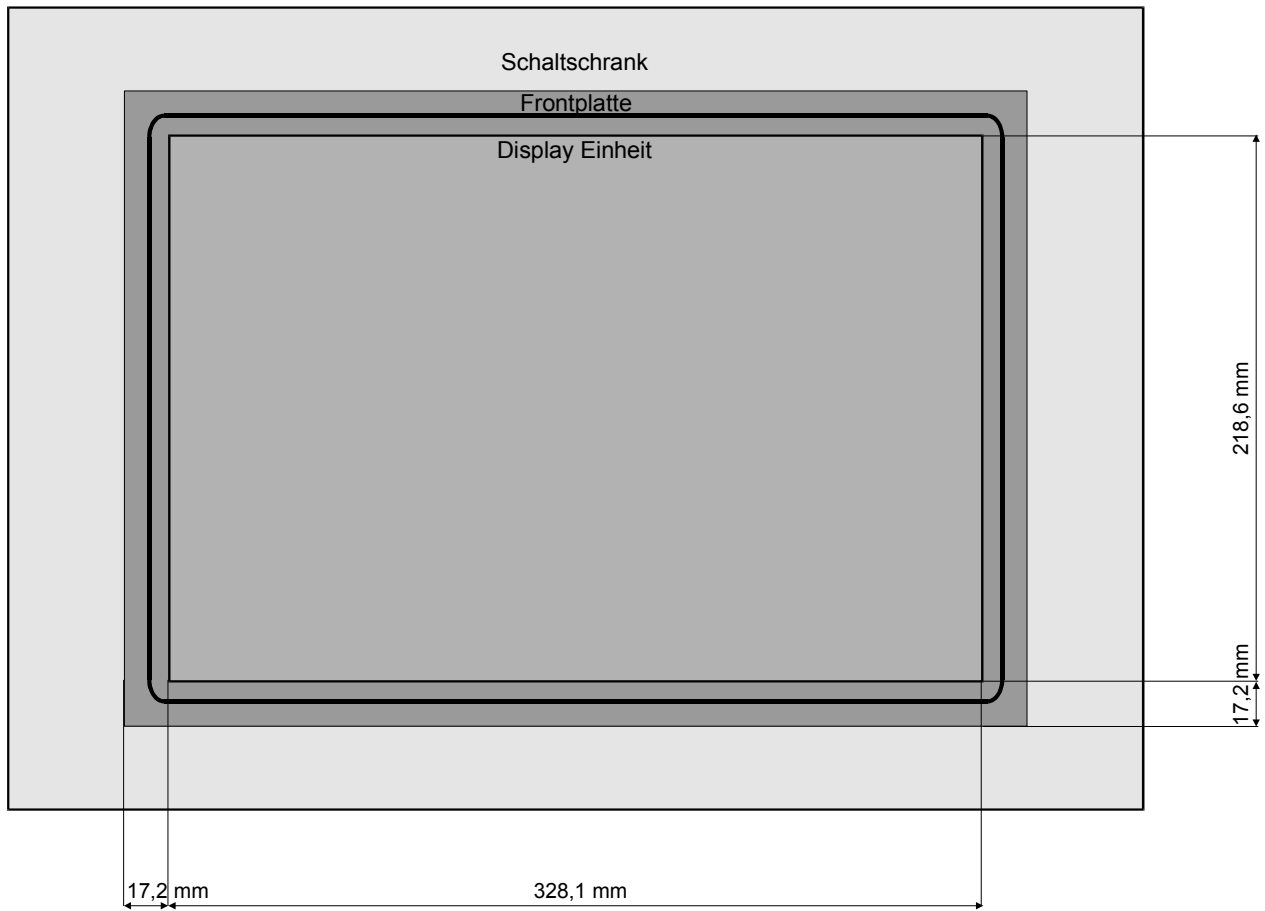 Schaltschrank
Frontplatte
Display Einheit
218,6 mm
17,2 mm
17,2 mm
328,1 mm